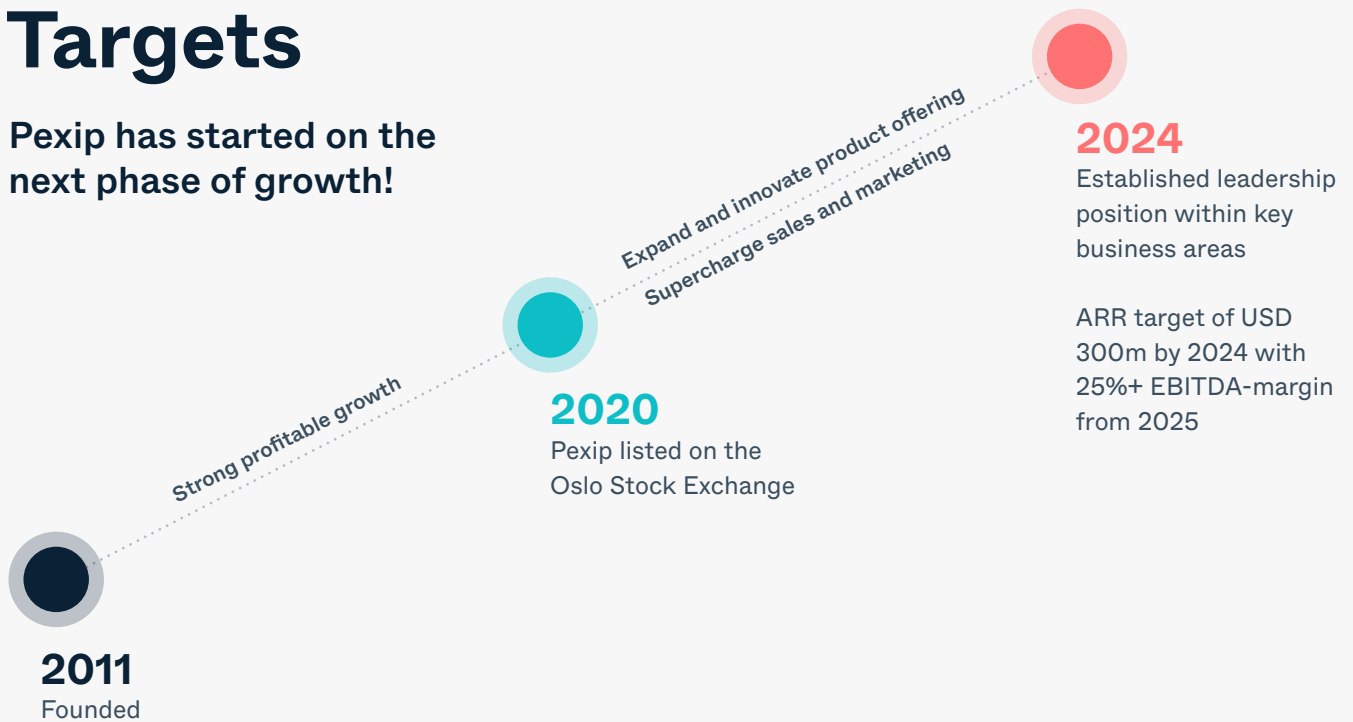 Targets
Pexip has started on the
next phase of growth!
Strong profitable growth
Expand and innovate product offering
Supercharge sales and marketing
2011
Founded
2020
Pexip listed on the
Oslo Stock Exchange
2024
Established leadership
position within key
business areas
ARR target of USD
300m by 2024 with
25%+ EBITDA-margin
from 2025